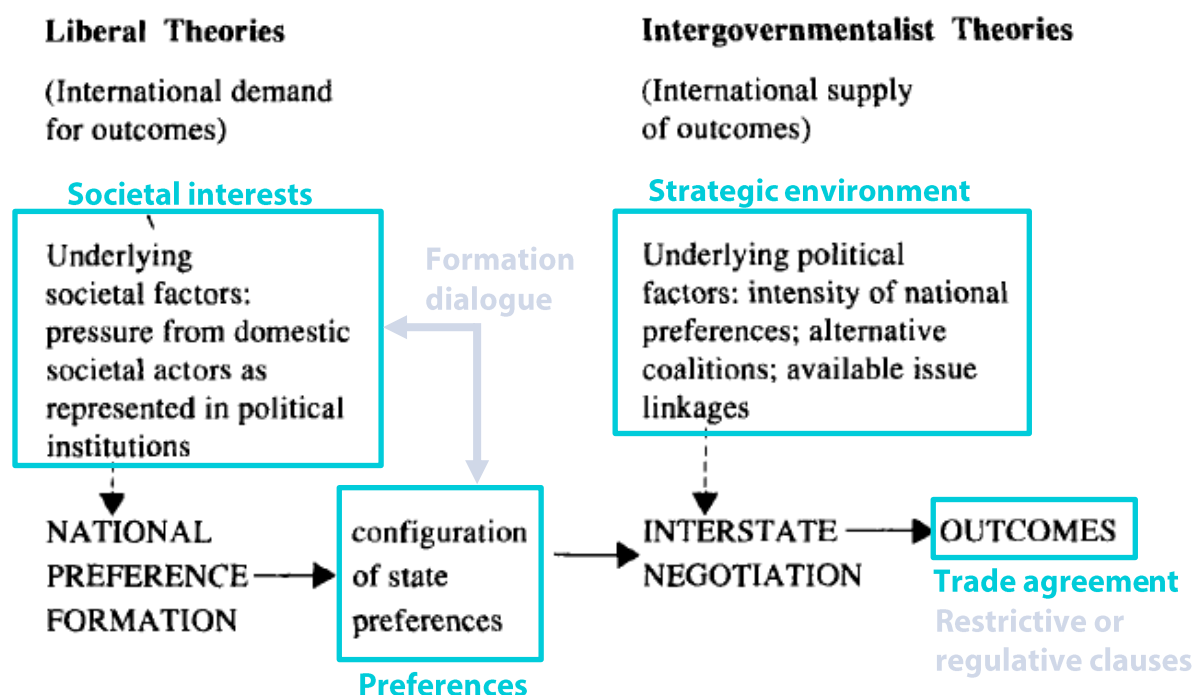 Liberal Theories
(International demand
for outcomes)
Societal interests
Underlying
societal factors:
pressure from domestic
societal actors as
represented in political
institutions
Formation
dialogue
NATIONAL
PREFERENCE
FORMATION
configuration
of state
preferences
Preferences
Intergovernmentalist Theories
(International supply
of outcomes)
Strategic environment
Underlying political
factors: intensity of national
preferences; alternative
coalitions; available issue
linkages
INTERSTATE
NEGOTIATION
OUTCOMES
Trade agreement
Restrictive or
regulative clauses